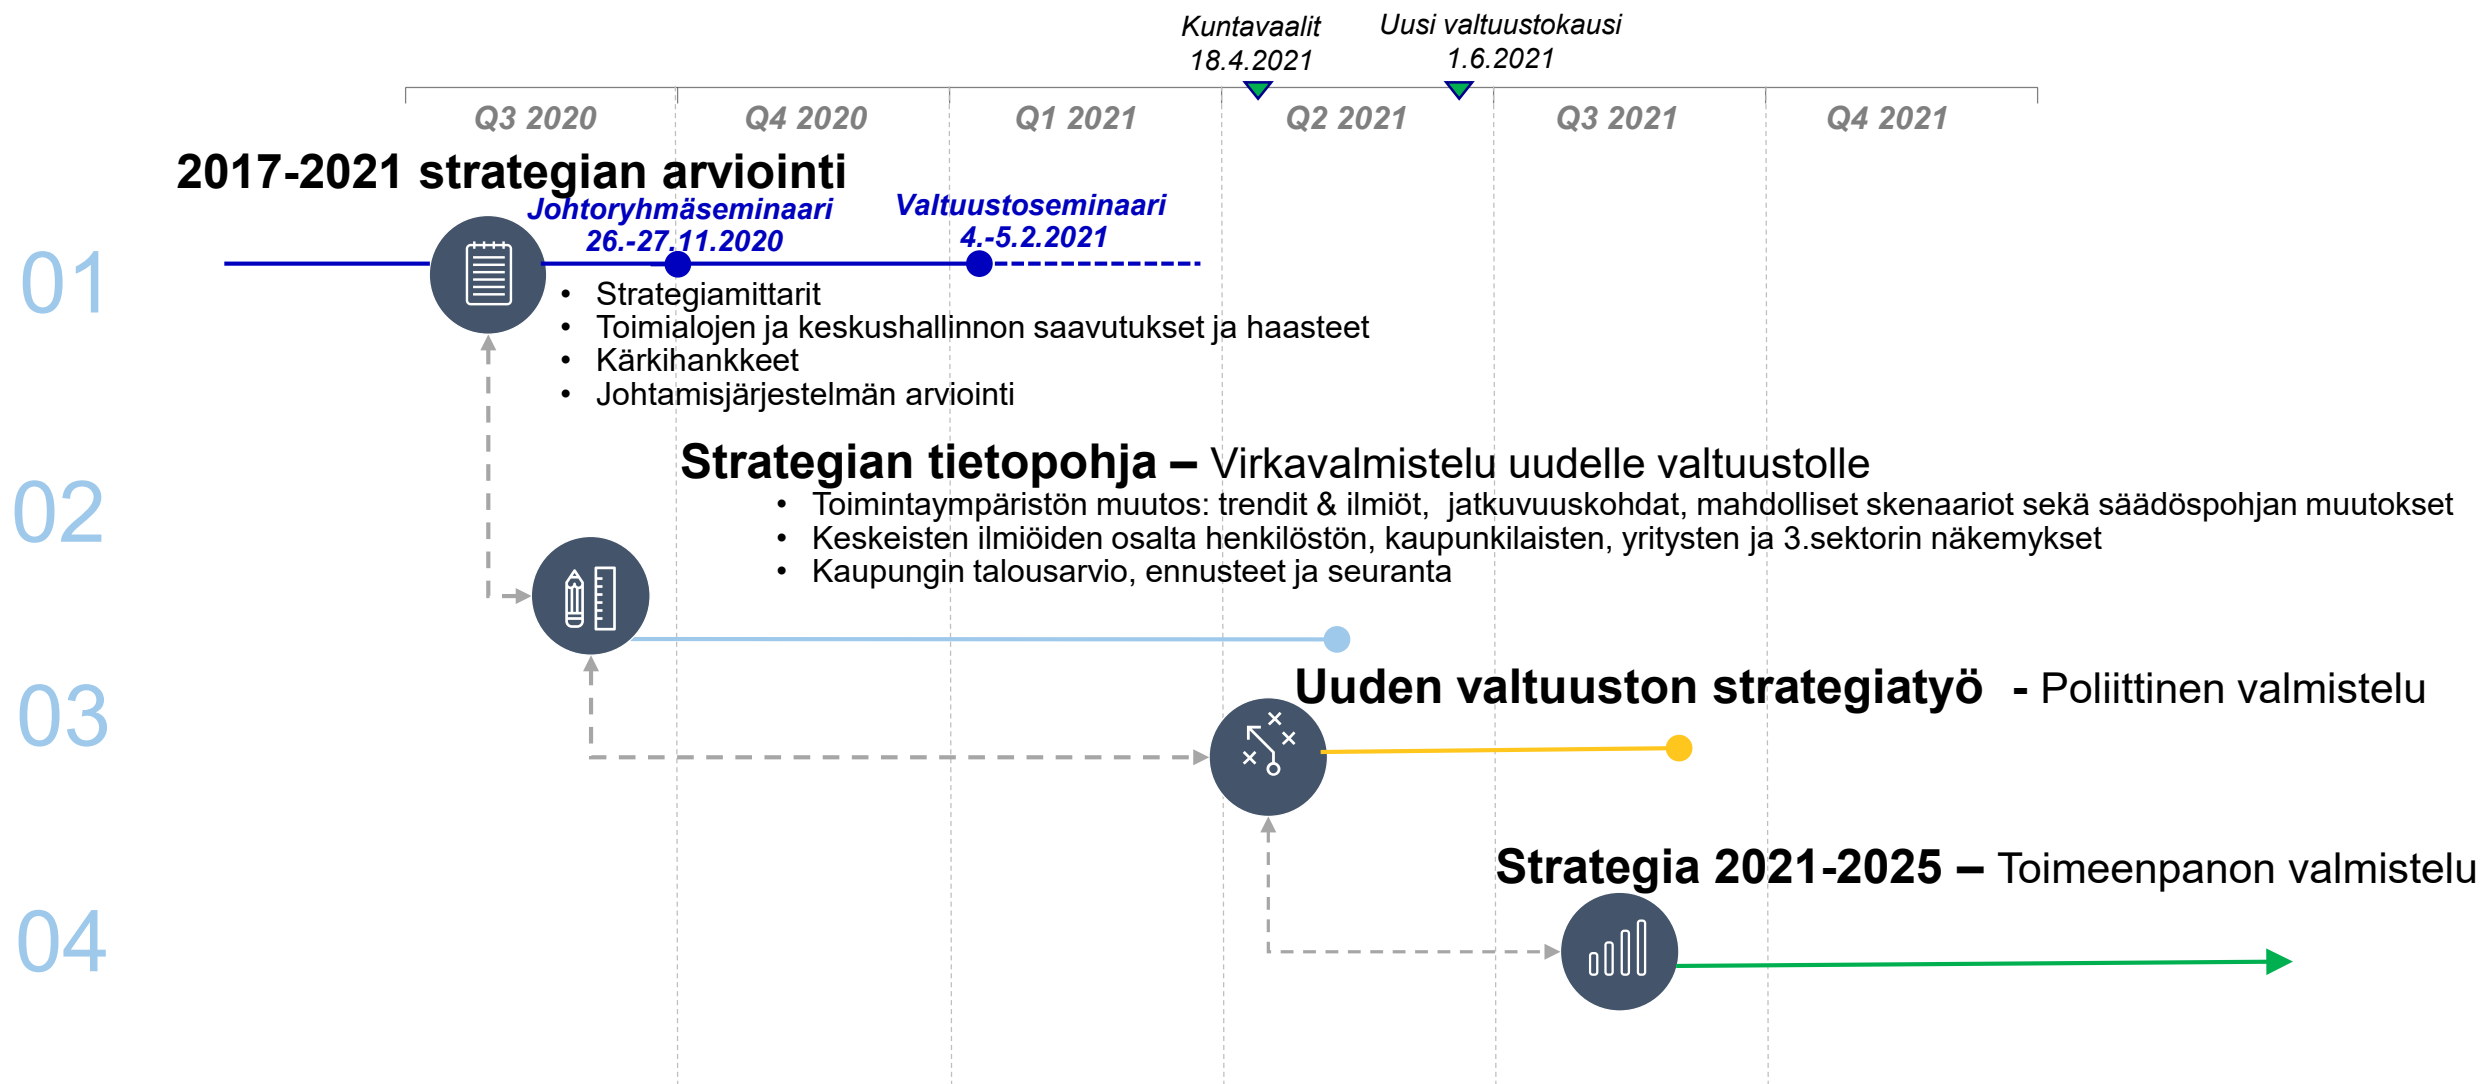 Kuntavaalit
18.4.2021
Uusi valtuustokausi
1.6.2021
Q3 2020
Q4 2020
Q1 2021
Q2 2021
Q3 2021
Q4 2021
01
2017-2021 strategian arviointi
Johtoryhmäseminaari
26.-27.11.2020
Valtuustoseminaari
4.-5.2.2021
• Strategiamittarit
• Toimialojen ja keskushallinnon saavutukset ja haasteet
• Kärkihankkeet
• Johtamisjärjestelmän arviointi
02
Strategian tietopohja – Virkavalmistelu uudelle valtuustolle
• Toimintaympäristön muutos: trendit & ilmiöt, jatkuvuuskohdat, mahdolliset skenaariot sekä säädöspohjan muutokset
• Keskeisten ilmiöiden osalta henkilöstön, kaupunkilaisten, yritysten ja 3.sektorin näkemykset
• Kaupungin talousarvio, ennusteet ja seuranta
03
Uuden valtuuston strategiatyö - Poliittinen valmistelu
04
Strategia 2021-2025 – Toimeenpanon valmistelu